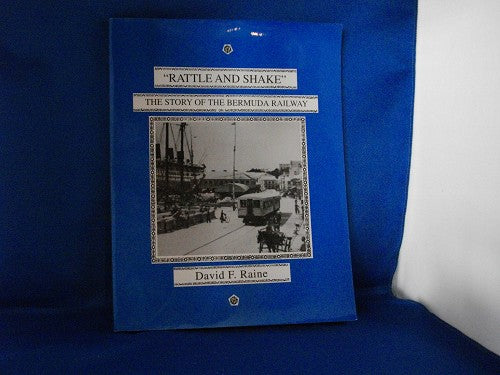 "RATTLE AND SHAKE"
THE STORY OF THE BERMUDA RAILWAY
David F. Raine